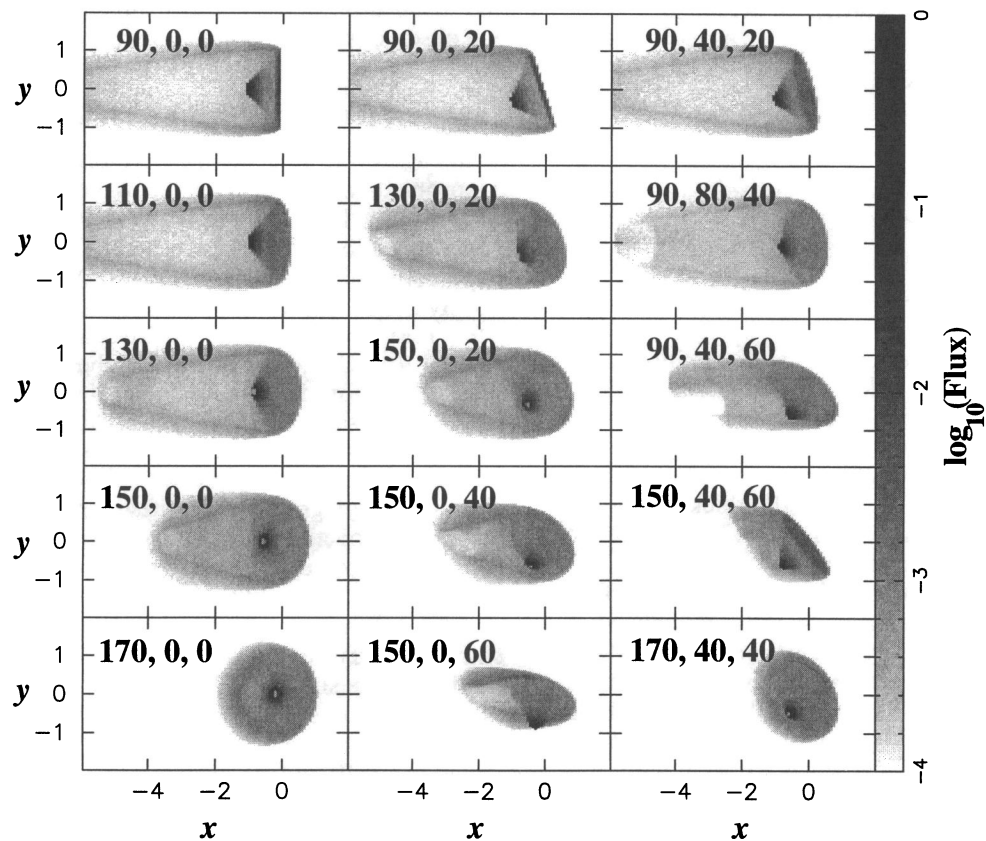 0
1
y 0
−1
90, 0, 0
90, 0, 20
90, 40, 20
−1
1
y 0
−1
110, 0, 0
130, 0, 20
90, 80, 40
1
y 0
−1
130, 0, 0
150, 0, 20
90, 40, 60
−2
log10(Flux)
1
y 0
−1
150, 0, 0
150, 0, 40
150, 40, 60
−3
1
y 0
−1
170, 0, 0
150, 0, 60
170, 40, 40
−4
−4 −2 0
−4 −2 0
−4 −2 0
x x x